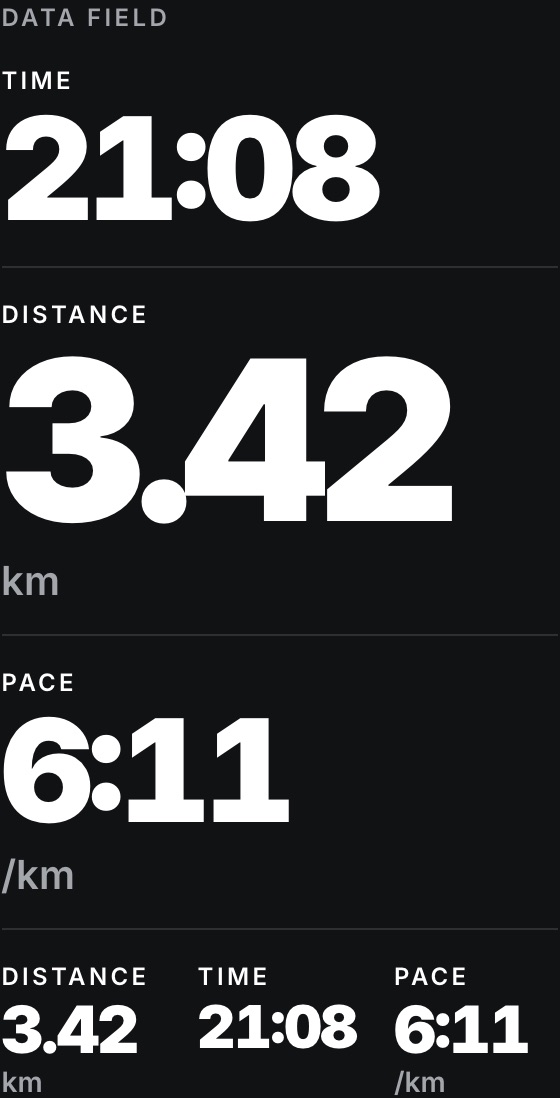 DATA FIELD
TIME
21:08
DISTANCE
3.42
km
PACE
6:11
/km
DISTANCE TIME PACE
3.42 21:08 6:11
km /km